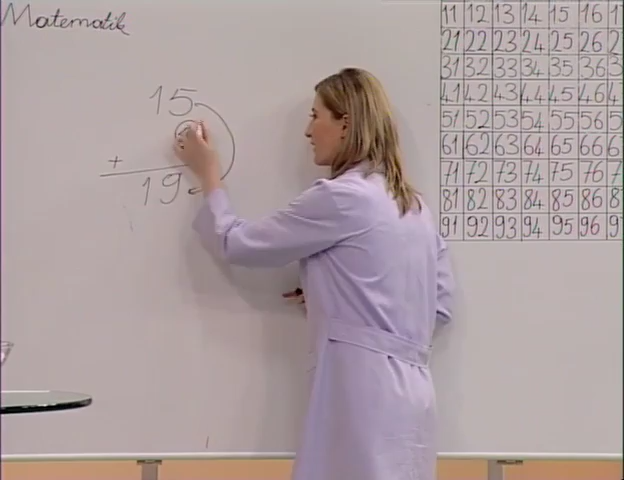 Matematik
15
+
19
11 12 13 14 15 16
21 22 23 24 25 26
31 32 33 34 35 36
41 42 43 44 45 46
51 52 53 54 55 56
61 62 63 64 65 66
71 72 73 74 75 76
81 82 83 84 85 86
91 92 93 94 95 96